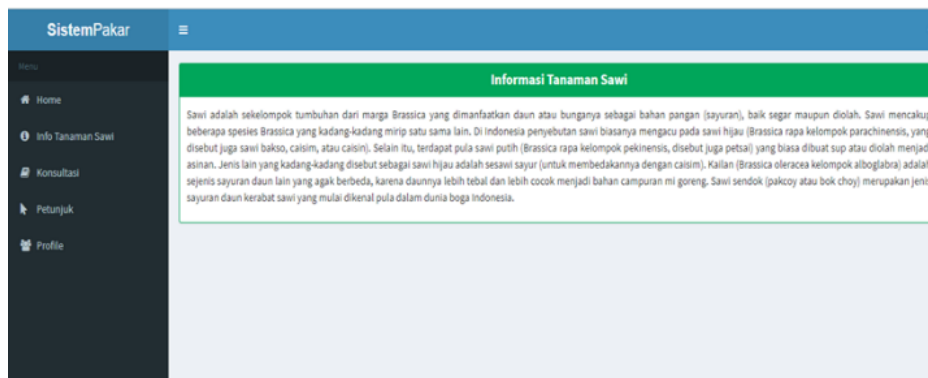 SistemPakar
Menu
Home
Info Tanaman Sawi
Konsultasi
Petunjuk
Profile
Informasi Tanaman Sawi
Sawi adalah sekelompok tumbuhan dari marga Brassica yang dimanfaatkan daun atau bunganya sebagai bahan pangan (sayuran), baik segar maupun diolah. Sawi mencakup
beberapa spesies Brassica yang kadang-kadang mirip satu sama lain. Di Indonesia penyebutan sawi biasanya mengacu pada sawi hijau (Brassica rapa kelompok parachinensis, yang
disebut juga sawi bakso, caisim, atau caisin). Selain itu, terdapat pula sawi putih (Brassica rapa kelompok pekinensis, disebut juga petsai) yang biasa dibuat sup atau diolah menjad
asinan. Jenis lain yang kadang-kadang disebut sebagai sawi hijau adalah sesawi sayur (untuk membedakannya dengan caisim). Kailan (Brassica oleracea kelompok alboglabra) adalah
sejenis sayuran daun lain yang agak berbeda, karena daunnya lebih tebal dan lebih cocok menjadi bahan campuran mi goreng. Sawi sendok (pakcoy atau bok choy) merupakan jenis
sayuran daun kerabat sawi yang mulai dikenal pula dalam dunia boga Indonesia.